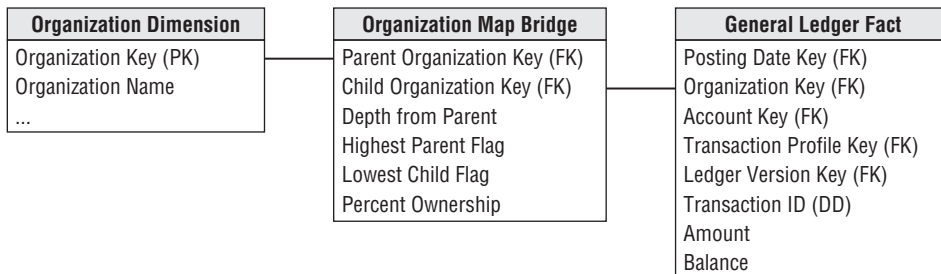 Organization Dimension
Organization Key (PK)
Organization Name
...
Organization Map Bridge
Parent Organization Key (FK)
Child Organization Key (FK)
Depth from Parent
Highest Parent Flag
Lowest Child Flag
Percent Ownership
General Ledger Fact
Posting Date Key (FK)
Organization Key (FK)
Account Key (FK)
Transaction Profile Key (FK)
Ledger Version Key (FK)
Transaction ID (DD)
Amount
Balance